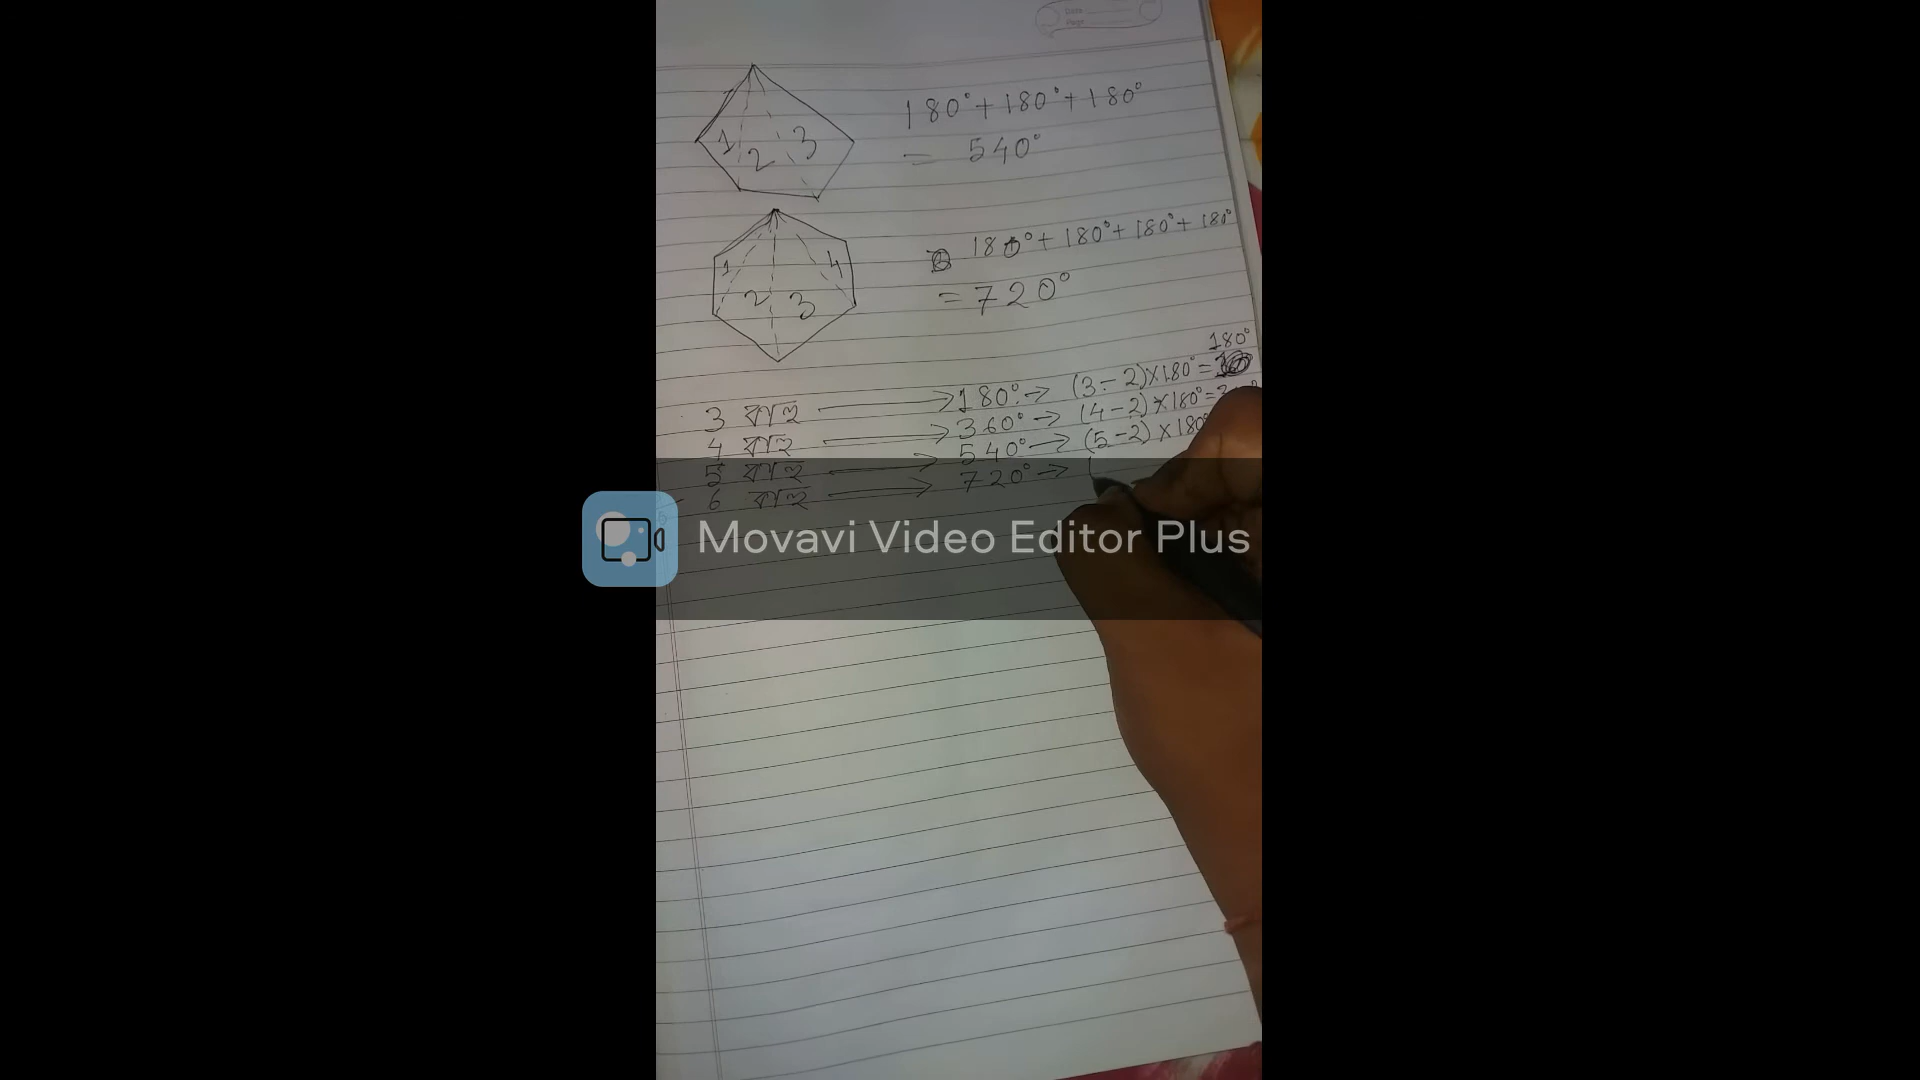 Date
Page
180°+180°+180°
1 2 3
= 540°
180°+180°+180°+180°
1 2 3 4
= 720°
180°
3 বাহু → 180° → (3-2)×180° =
4 বাহু → 360° → (4-2)×180° =
5 বাহু → 540° → (5-2)×180°
6 বাহু → 720° → (
Movavi Video Editor Plus